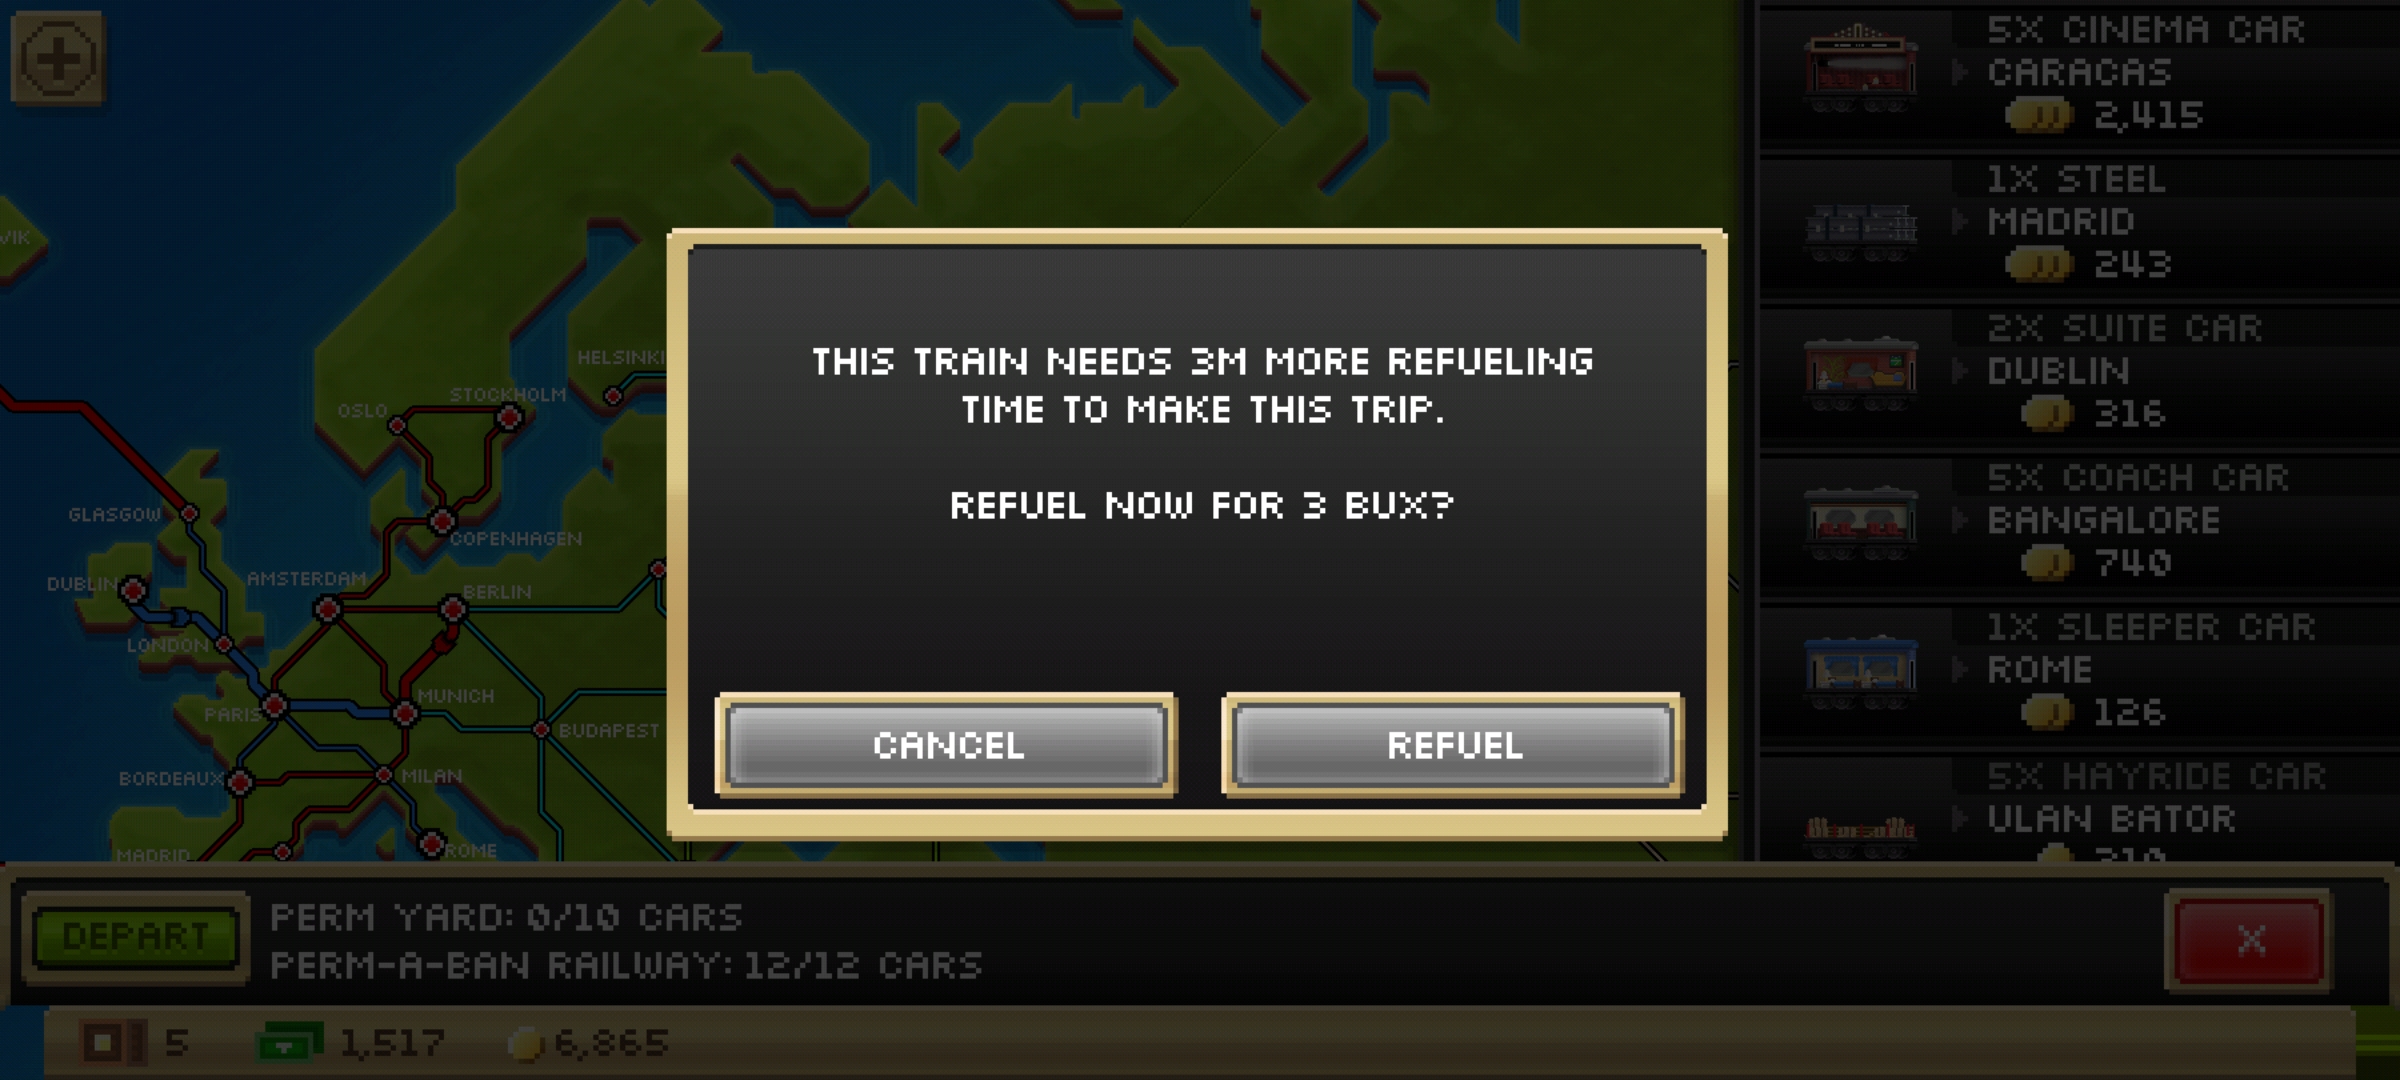 5X CINEMA CAR
CARACAS
2,415
1X STEEL
MADRID
243
2X SUITE CAR
DUBLIN
316
5X COACH CAR
BANGALORE
740
1X SLEEPER CAR
ROME
126
5X HAYRIDE CAR
ULAN BATOR
310
VIK
HELSINKI
STOCKHOLM
OSLO
GLASGOW
COPENHAGEN
AMSTERDAM
DUBLIN
BERLIN
LONDON
MUNICH
PARIS
BUDAPEST
BORDEAUX
MILAN
ROME
MADRID
THIS TRAIN NEEDS 3M MORE REFUELING
TIME TO MAKE THIS TRIP.
REFUEL NOW FOR 3 BUX?
CANCEL
REFUEL
DEPART
PERM YARD: 0/10 CARS
PERM-A-BAN RAILWAY: 12/12 CARS
X
5
1,517
6,865